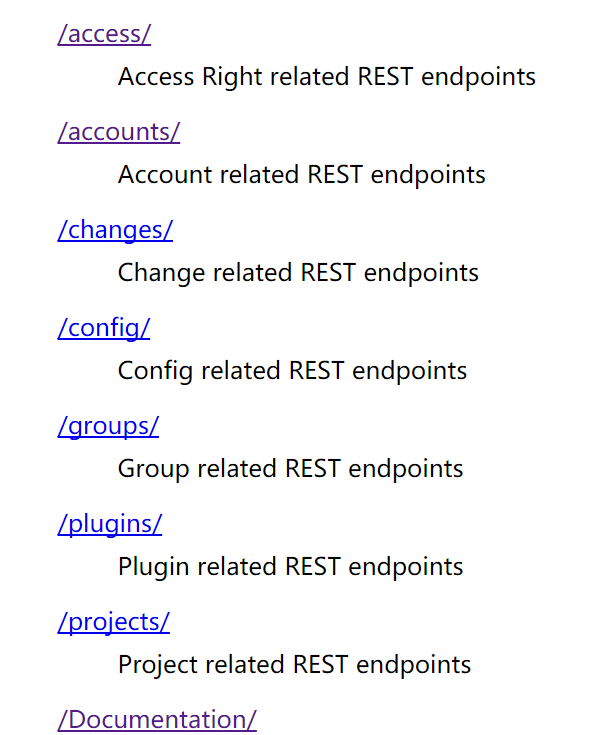 /access/
Access Right related REST endpoints
/accounts/
Account related REST endpoints
/changes/
Change related REST endpoints
/config/
Config related REST endpoints
/groups/
Group related REST endpoints
/plugins/
Plugin related REST endpoints
/projects/
Project related REST endpoints
/Documentation/